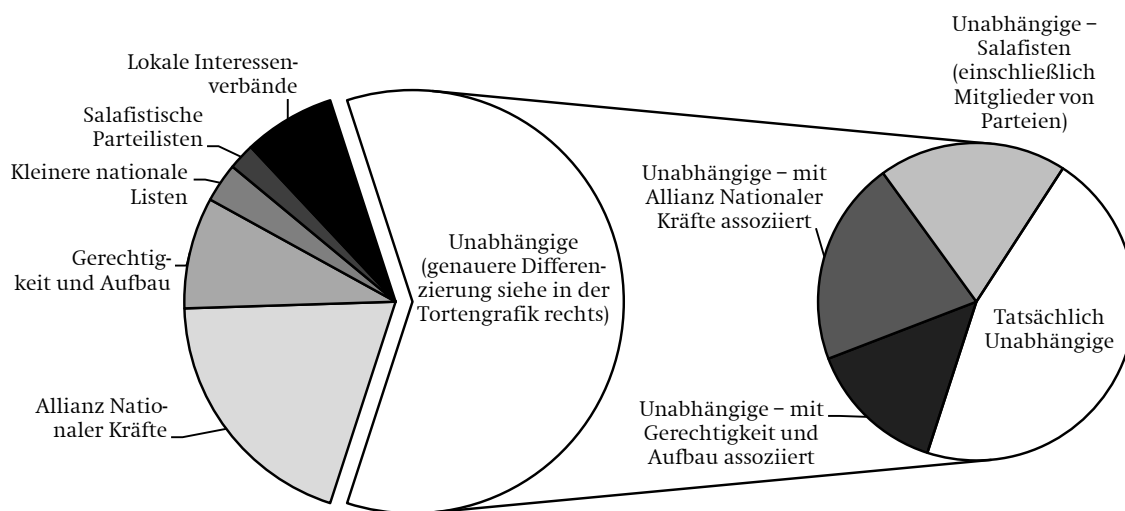 Lokale Interessen-
verbände
Salafistische
Parteilisten
Kleinere nationale
Listen
Gerechtig-
keit und Aufbau
Allianz Natio-
naler Kräfte
Unabhängige
(genauere Differen-
zierung siehe in der
Tortengrafik rechts)
Unabhängige –
Salafisten
(einschließlich
Mitglieder von
Parteien)
Unabhängige – mit
Allianz Nationaler
Kräfte assoziiert
Tatsächlich
Unabhängige
Unabhängige – mit
Gerechtigkeit und
Aufbau assoziiert